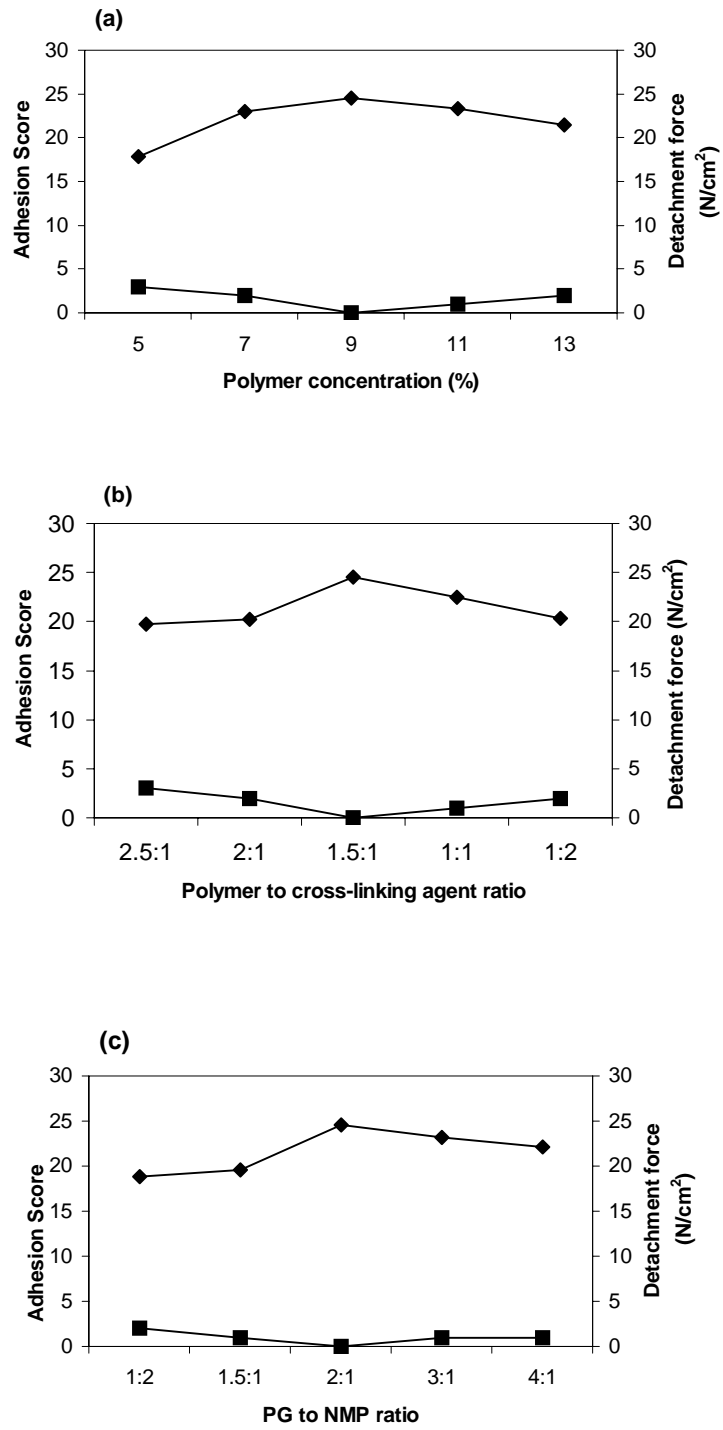 (a)
30
25
20
15
10
5
0
Adhesion Score
30
25
20
15
10
5
0
Detachment force
(N/cm²)
5 7 9 11 13
Polymer concentration (%)
(b)
30
25
20
15
10
5
0
Adhesion Score
30
25
20
15
10
5
0
Detachment force (N/cm²)
2.5:1 2:1 1.5:1 1:1 1:2
Polymer to cross-linking agent ratio
(c)
30
25
20
15
10
5
0
Adhesion Score
30
25
20
15
10
5
0
Detachment force
(N/cm²)
1:2 1.5:1 2:1 3:1 4:1
PG to NMP ratio